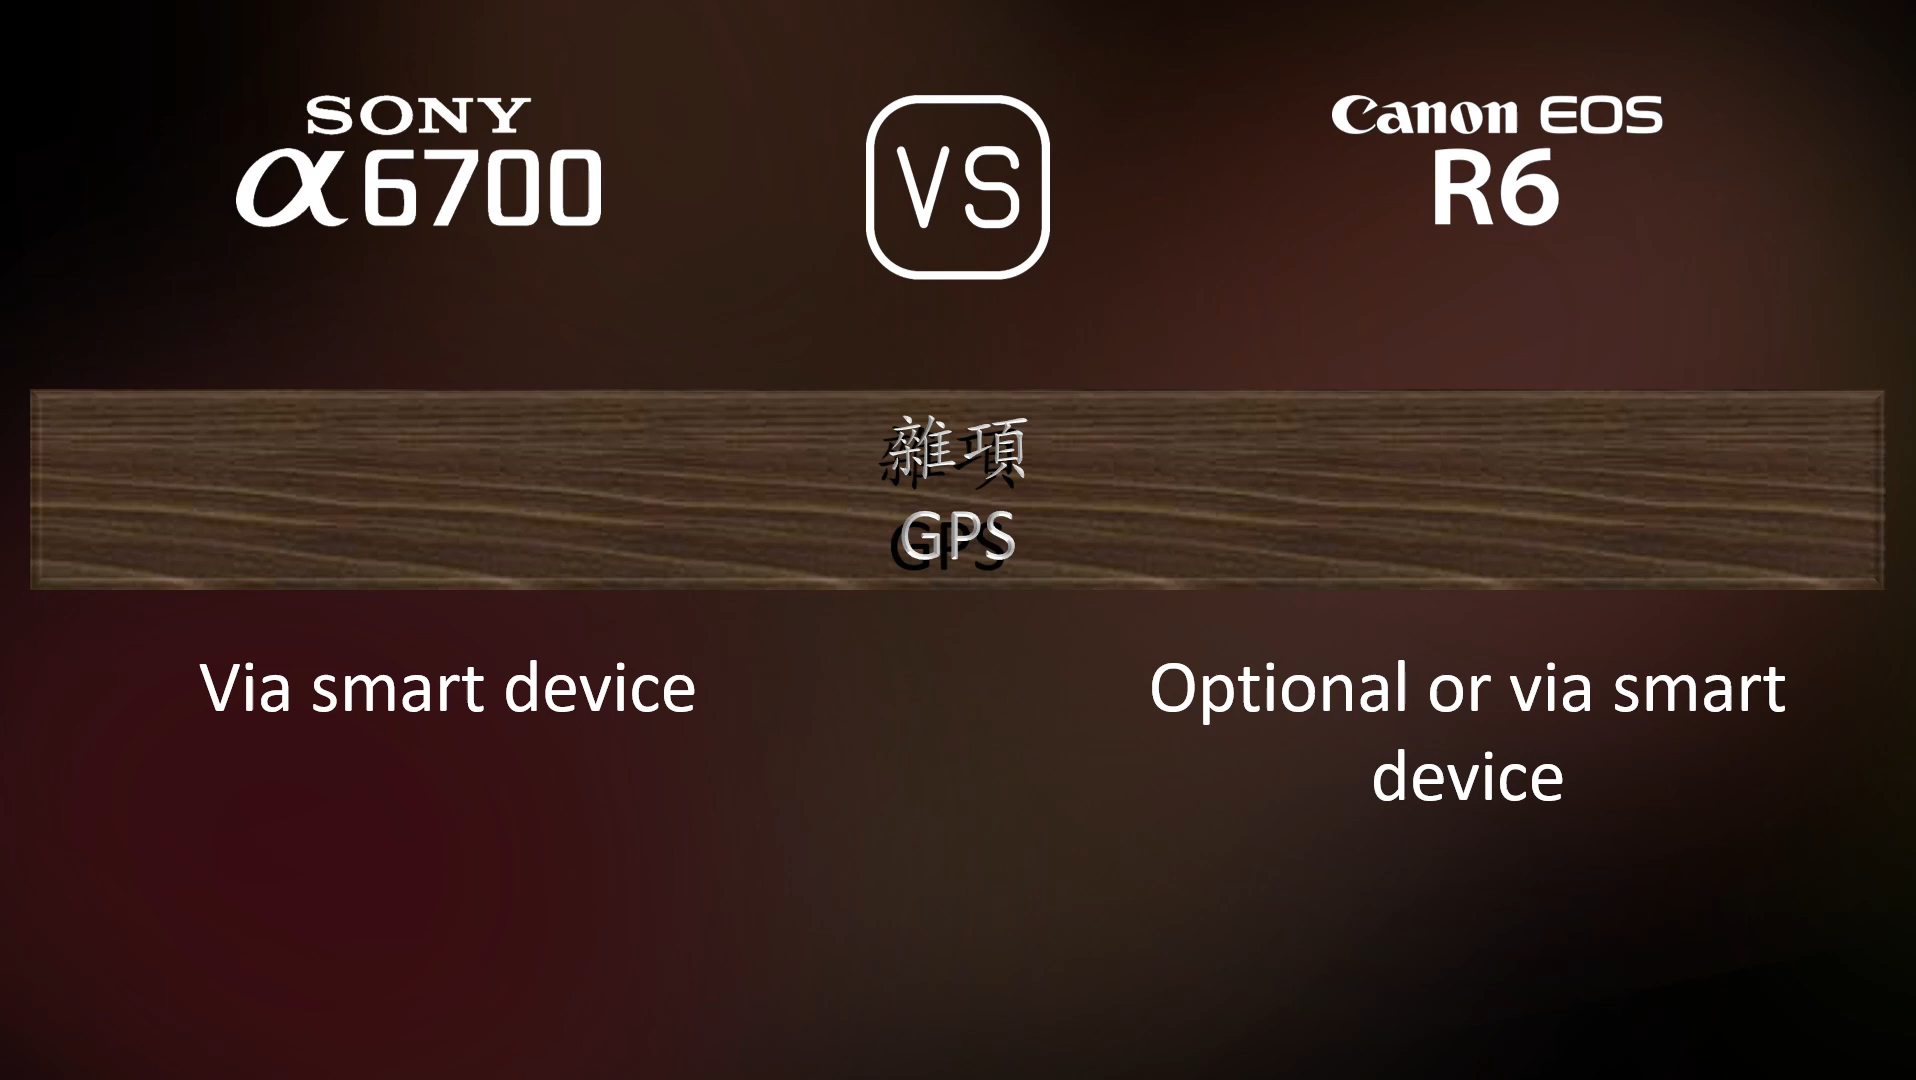 SONY
α6700
VS
Canon EOS
R6
雜項
GPS
Via smart device
Optional or via smart
device